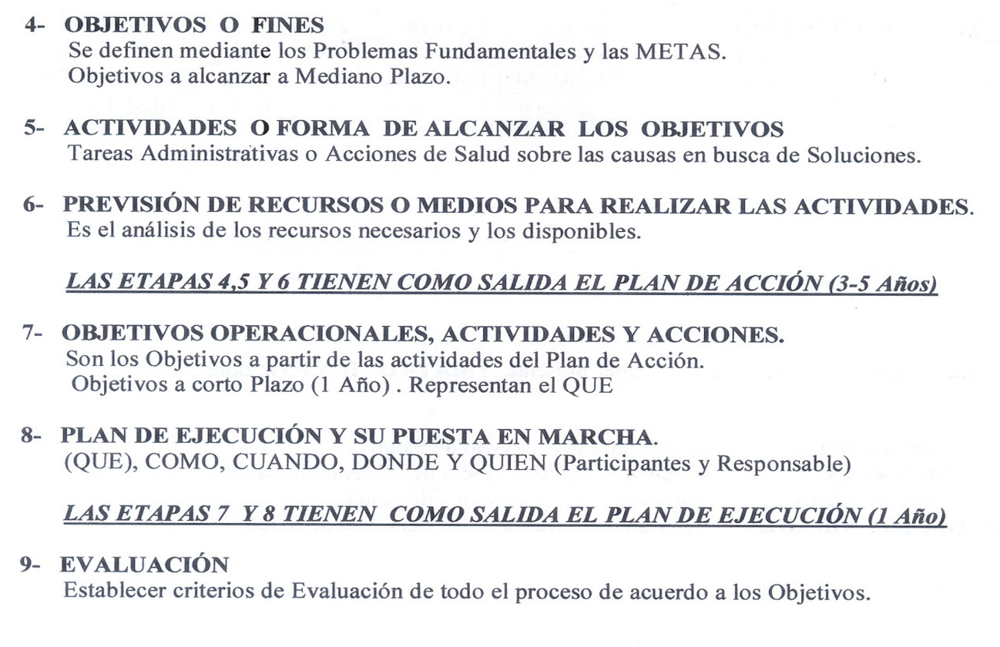 4- OBJETIVOS O FINES
Se definen mediante los Problemas Fundamentales y las METAS.
Objetivos a alcanzar a Mediano Plazo.
5- ACTIVIDADES O FORMA DE ALCANZAR LOS OBJETIVOS
Tareas Administrativas o Acciones de Salud sobre las causas en busca de Soluciones.
6- PREVISIÓN DE RECURSOS O MEDIOS PARA REALIZAR LAS ACTIVIDADES.
Es el análisis de los recursos necesarios y los disponibles.
LAS ETAPAS 4,5 Y 6 TIENEN COMO SALIDA EL PLAN DE ACCIÓN (3-5 Años)
7- OBJETIVOS OPERACIONALES, ACTIVIDADES Y ACCIONES.
Son los Objetivos a partir de las actividades del Plan de Acción.
Objetivos a corto Plazo (1 Año) . Representan el QUE
8- PLAN DE EJECUCIÓN Y SU PUESTA EN MARCHA.
(QUE), COMO, CUANDO, DONDE Y QUIEN (Participantes y Responsable)
LAS ETAPAS 7 Y 8 TIENEN COMO SALIDA EL PLAN DE EJECUCIÓN (1 Año)
9- EVALUACIÓN
Establecer criterios de Evaluación de todo el proceso de acuerdo a los Objetivos.